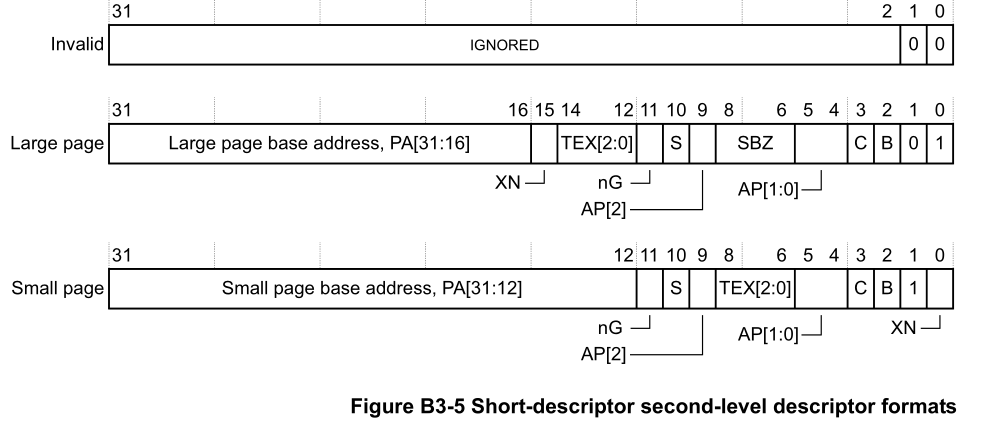 31 2 1 0
Invalid IGNORED 0 0
31 16 15 14 12 11 10 9 8 6 5 4 3 2 1 0
Large page Large page base address, PA[31:16] TEX[2:0] S SBZ C B 0 1
XN nG AP[1:0]
AP[2]
31 12 11 10 9 8 6 5 4 3 2 1 0
Small page Small page base address, PA[31:12] S TEX[2:0] C B 1
nG AP[1:0] XN
AP[2]
Figure B3-5 Short-descriptor second-level descriptor formats